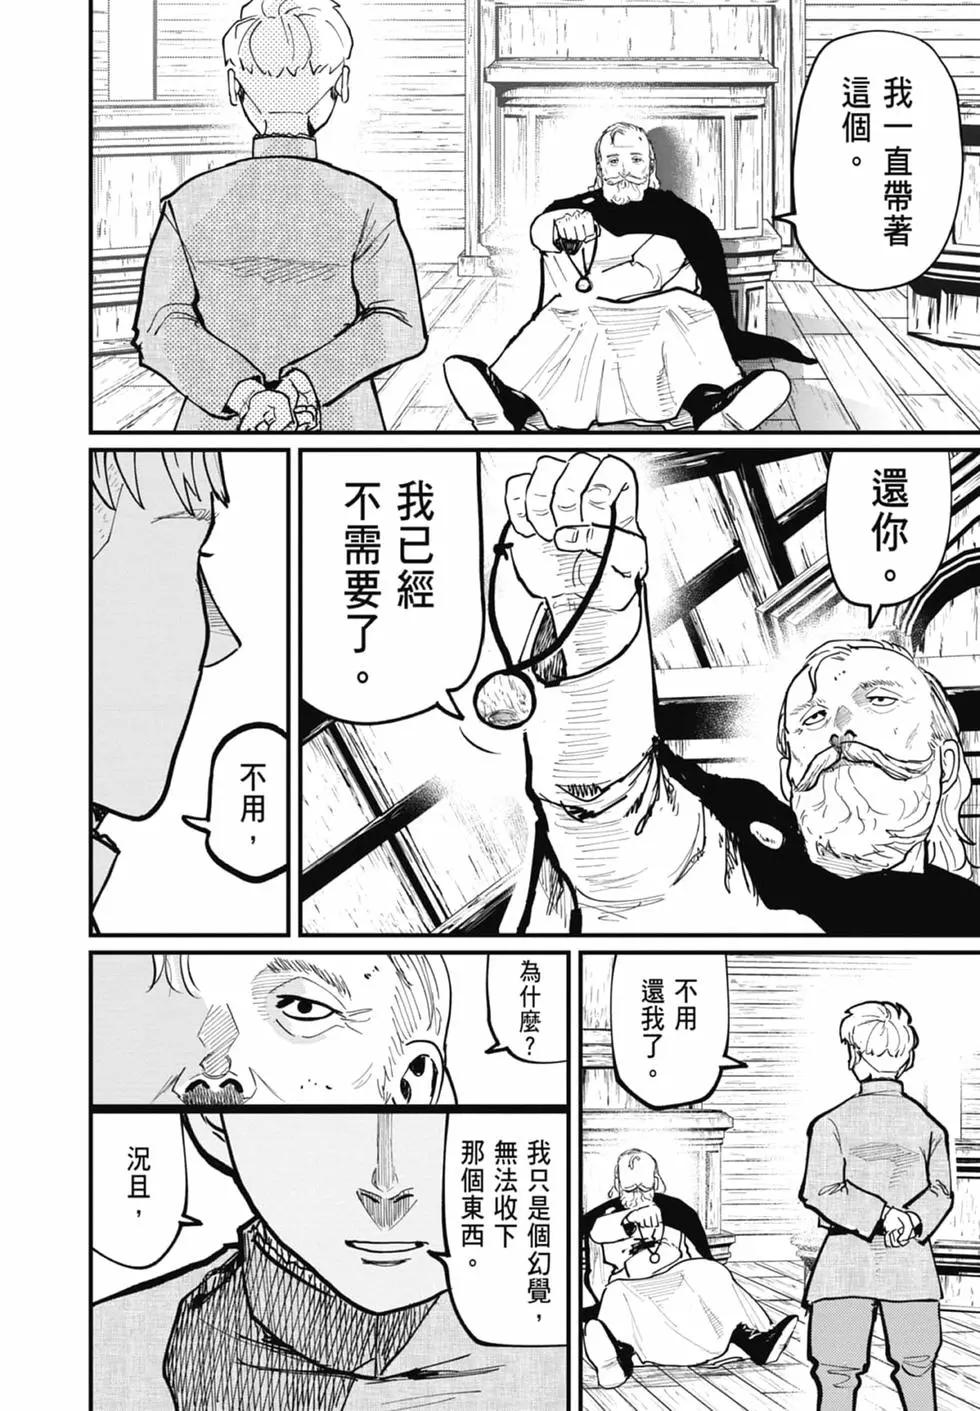 我一直帶著
這個。
還你。
我已經
不需要了。
不用，
不用
還我了。
為什麼？
我只是個幻覺，
無法收下
那個東西。
況且，